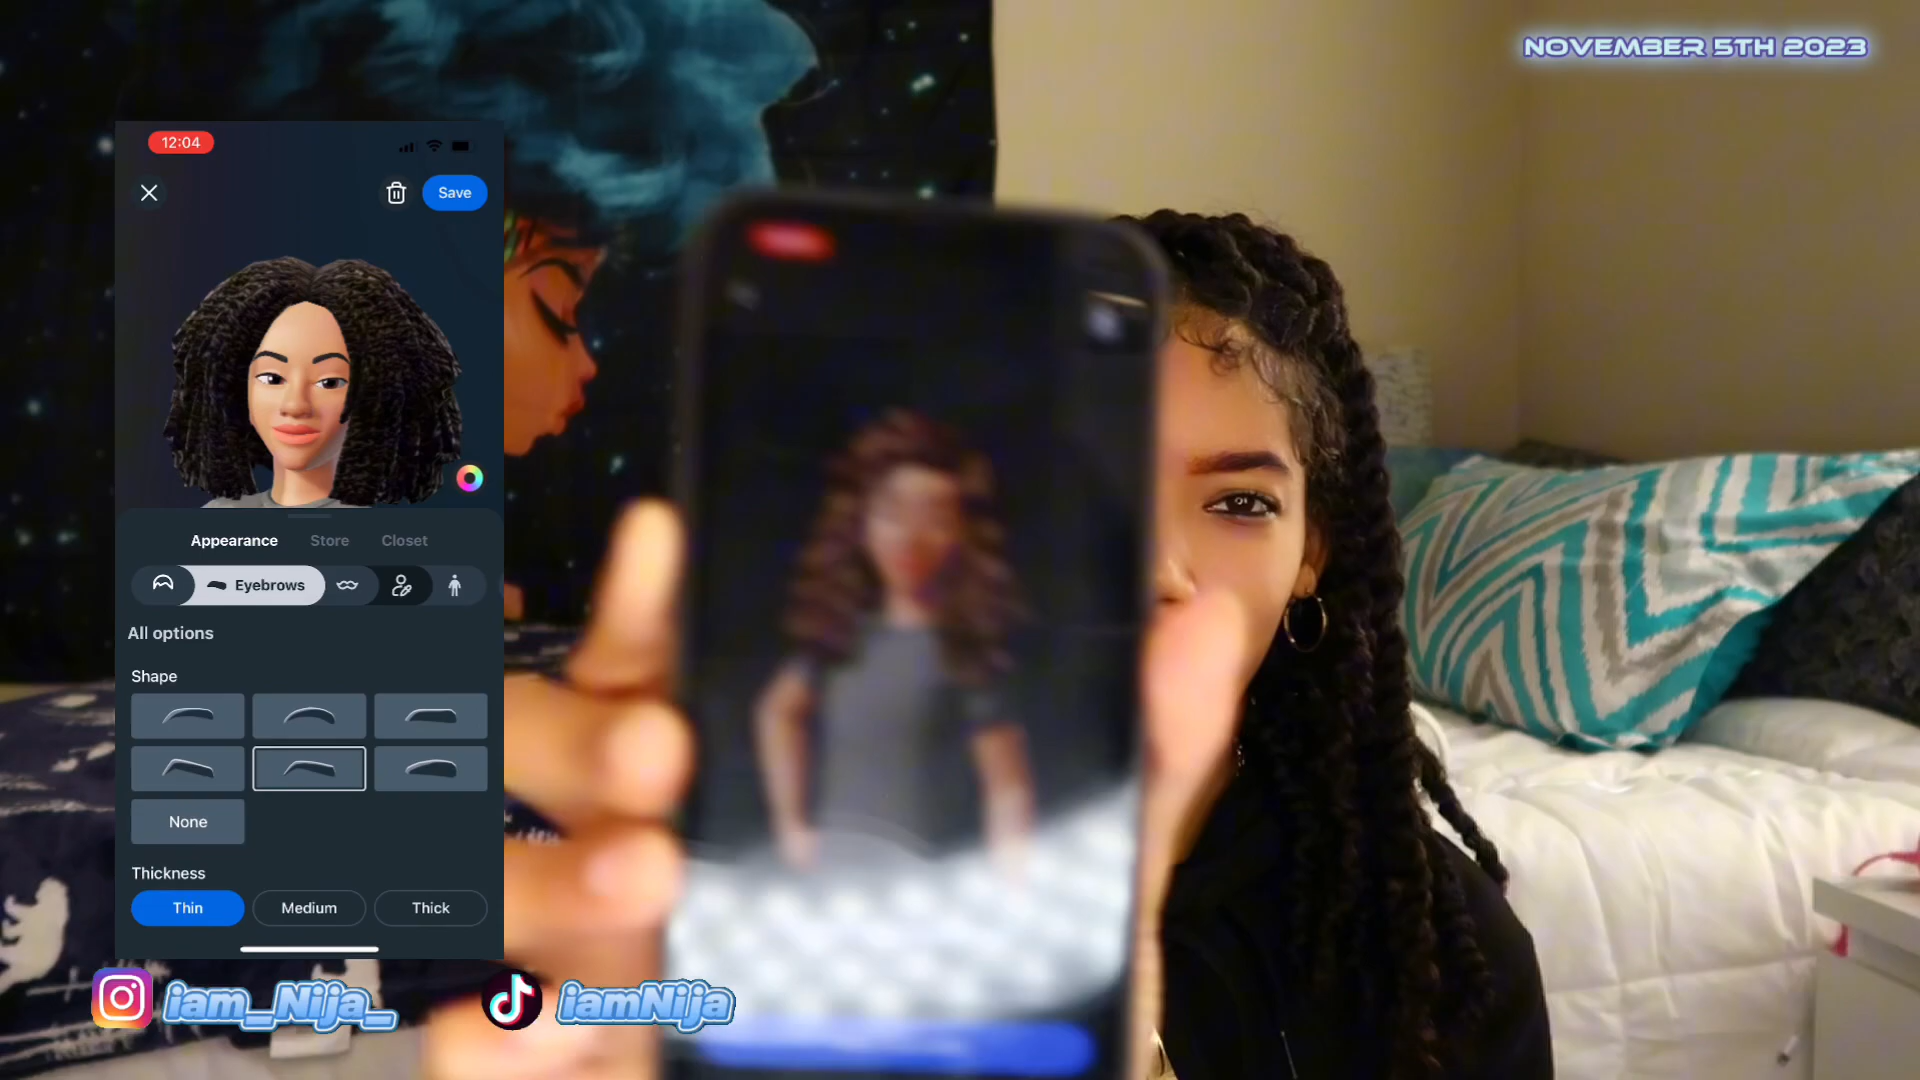 NOVEMBER 5TH 2023
12:04
Save
Appearance Store Closet
Eyebrows
All options
Shape
None
Thickness
Thin Medium Thick
iam_Nija_ iamNija